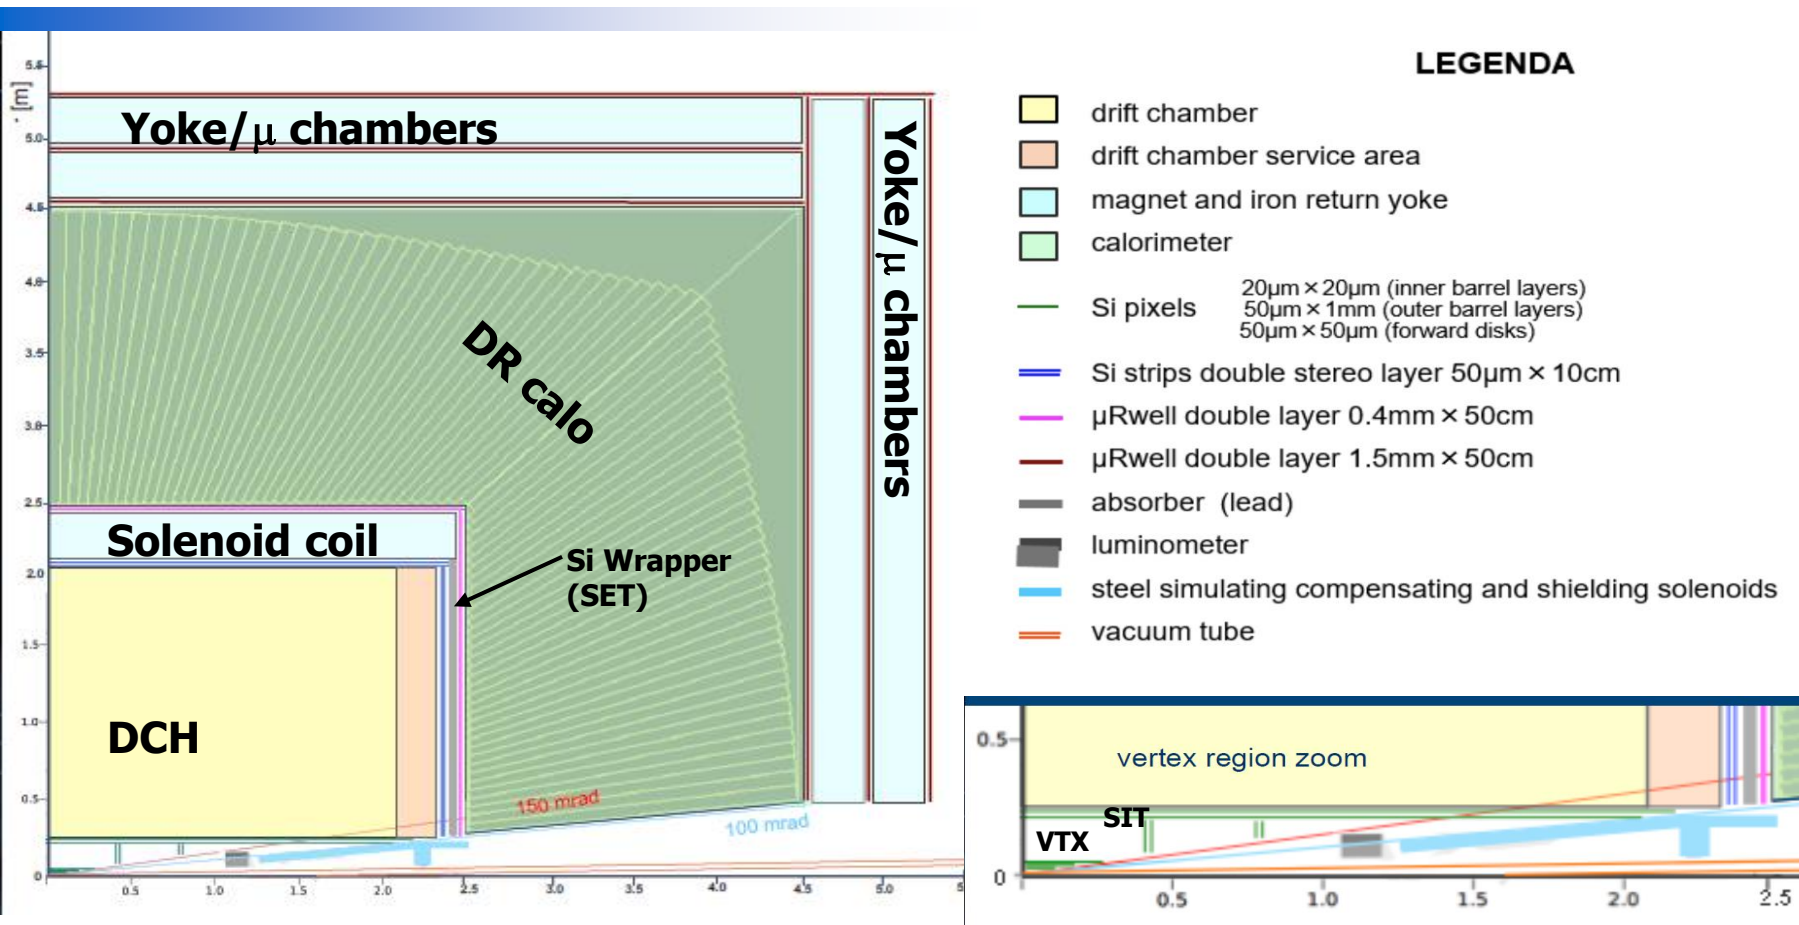 5.5
[m]
Yoke/μ chambers
5.0
4.5
4.0
3.5
3.0
2.5
2.0
1.5
1.0
0.5
0
Yoke/μ chambers
DR calo
Solenoid coil
Si Wrapper
(SET)
DCH
150 mrad
100 mrad
0.5 1.0 1.5 2.0 2.5 3.0 3.5 4.0 4.5 5.0
LEGENDA
drift chamber
drift chamber service area
magnet and iron return yoke
calorimeter
Si pixels
20μm × 20μm (inner barrel layers)
50μm × 1mm (outer barrel layers)
50μm × 50μm (forward disks)
Si strips double stereo layer 50μm × 10cm
μRwell double layer 0.4mm × 50cm
μRwell double layer 1.5mm × 50cm
absorber (lead)
luminometer
steel simulating compensating and shielding solenoids
vacuum tube
0.5
vertex region zoom
SIT
VTX
0
0.5 1.0 1.5 2.0 2.5